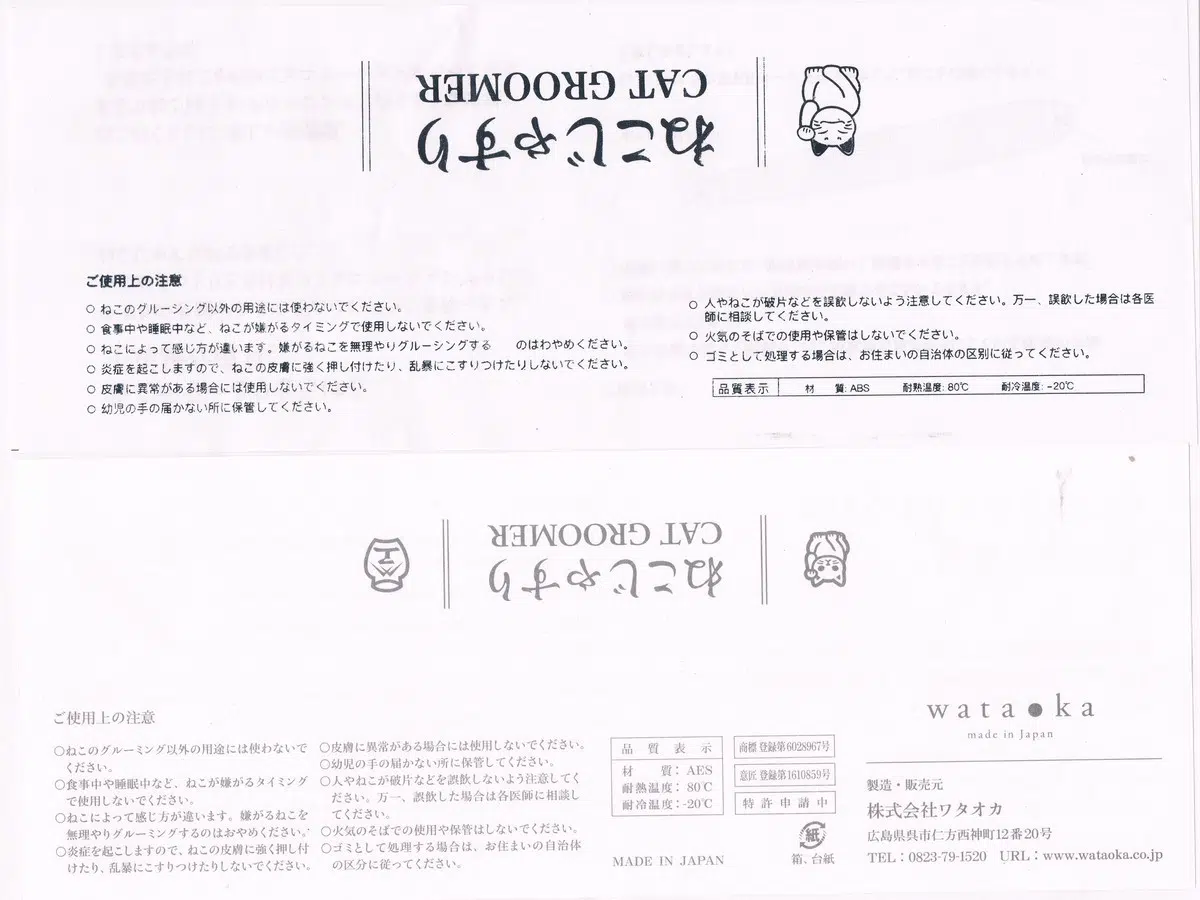 CAT GROOMER
ねこじゃすり
ご使用上の注意
○ ねこのグルーシング以外の用途には使わないでください。
○ 食事中や睡眠中など、ねこが嫌がるタイミングで使用しないでください。
○ ねこによって感じ方が違います。嫌がるねこを無理やりグルーシングする のはわやめください。
○ 炎症を起こしますので、ねこの皮膚に強く押し付けたり、乱暴にこすりつけたりしないでください。
○ 皮膚に異常がある場合には使用しないでください。
○ 幼児の手の届かない所に保管してください。
○ 人やねこが破片などを誤飲しないよう注意してください。万一、誤飲した場合は各医
師に相談してください。
○ 火気のそばでの使用や保管はしないでください。
○ ゴミとして処理する場合は、お住まいの自治体の区別に従ってください。
品質表示 材 質: ABS 耐熱温度: 80℃ 耐冷温度: -20℃
CAT GROOMER
ねこじゃすり
ご使用上の注意
○ねこのグルーミング以外の用途には使わないで
ください。
○食事中や睡眠中など、ねこが嫌がるタイミング
で使用しないでください。
○ねこによって感じ方が違います。嫌がるねこを
無理やりグルーミングするのはおやめください。
○炎症を起こしますので、ねこの皮膚に強く押し付
けたり、乱暴にこすりつけたりしないでください。
○皮膚に異常がある場合には使用しないでください。
○幼児の手の届かない所に保管してください。
○人やねこが破片などを誤飲しないよう注意してく
ださい。万一、誤飲した場合は各医師に相談し
てください。
○火気のそばでの使用や保管はしないでください。
○ゴミとして処理する場合は、お住まいの自治体
の区分に従ってください。
品質表示
材 質: AES
耐熱温度: 80℃
耐冷温度:-20℃
MADE IN JAPAN
商標 登録第6028967号
意匠 登録第1610859号
特許申請中
紙
箱、台紙
wataoka
made in Japan
製造・販売元
株式会社ワタオカ
広島県呉市仁方西神町12番20号
TEL:0823-79-1520 URL:www.wataoka.co.jp